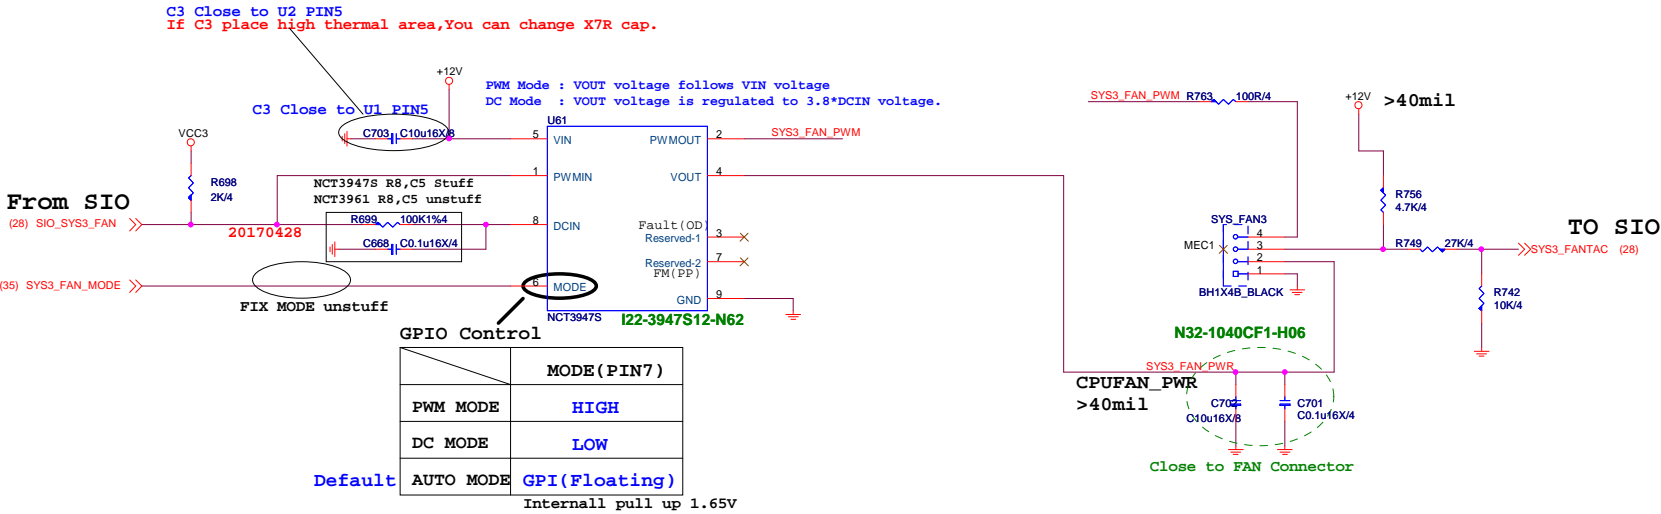 C3 Close to U2 PIN5
If C3 place high thermal area,You can change X7R cap.
+12V
PWM Mode : VOUT voltage follows VIN voltage
DC Mode : VOUT voltage is regulated to 3.8*DCIN voltage.
C3 Close to U1 PIN5
C703
C10u16X/8
VCC3
R698
2K/4
From SIO
(28) SIO_SYS3_FAN
20170428
NCT3947S R8,C5 Stuff
NCT3961 R8,C5 unstuff
R699
100K1%4
C668
C0.1u16X/4
(35) SYS3_FAN_MODE
FIX MODE unstuff
U61
5
VIN
1
PWMIN
8
DCIN
6
MODE
PWMOUT
2
VOUT
4
Fault(OD)
Reserved-1
3
Reserved-2
7
FM(PP)
GND
9
NCT3947S
I22-3947S12-N62
SYS3_FAN_PWM
GPIO Control
MODE(PIN7)
PWM MODE
HIGH
DC MODE
LOW
Default
AUTO MODE
GPI(Floating)
Internall pull up 1.65V
SYS3_FAN_PWM
R763
100R/4
+12V
>40mil
R756
4.7K/4
SYS_FAN3
MEC1
4
3
2
1
BH1X4B_BLACK
N32-1040CF1-H06
R749
27K/4
TO SIO
SYS3_FANTAC (28)
R742
10K/4
SYS3_FAN_PWR
CPUFAN_PWR
>40mil
C702
C10u16X/8
C701
C0.1u16X/4
Close to FAN Connector